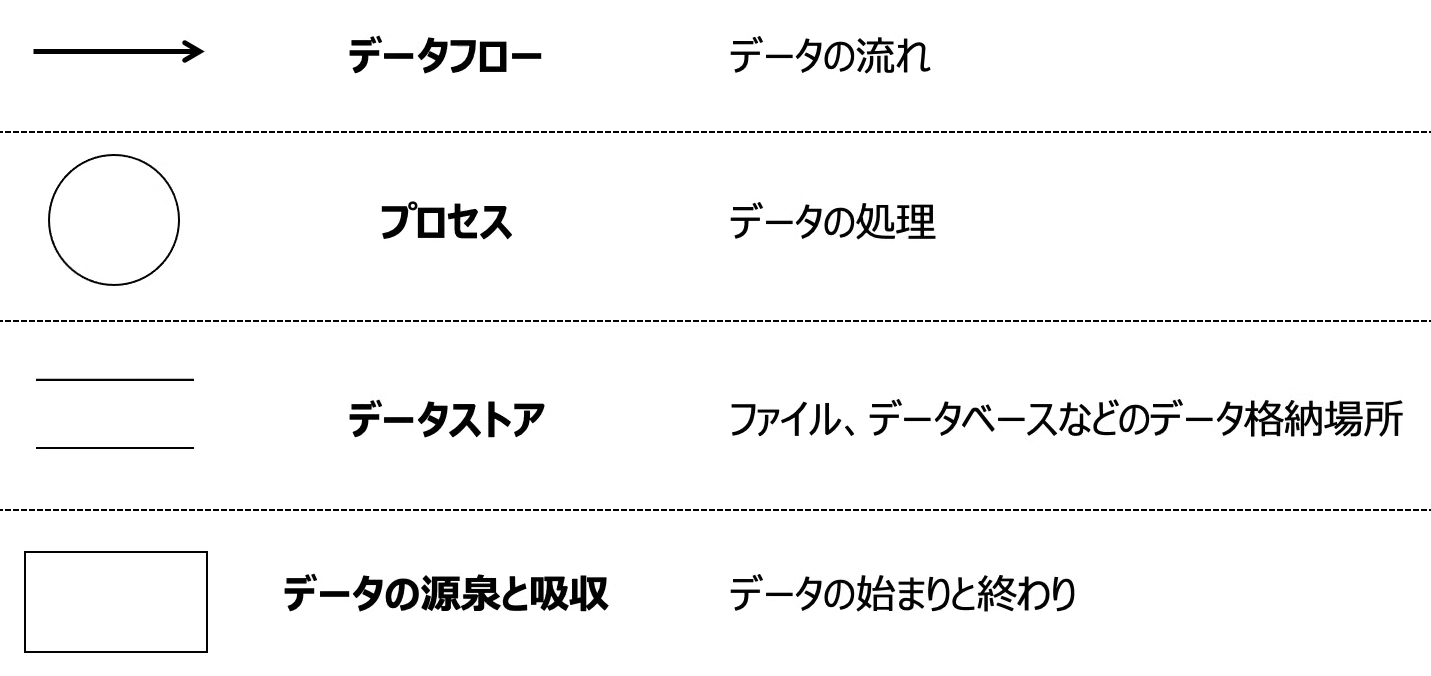 データフロー データの流れ
プロセス データの処理
データストア ファイル、データベースなどのデータ格納場所
データの源泉と吸収 データの始まりと終わり